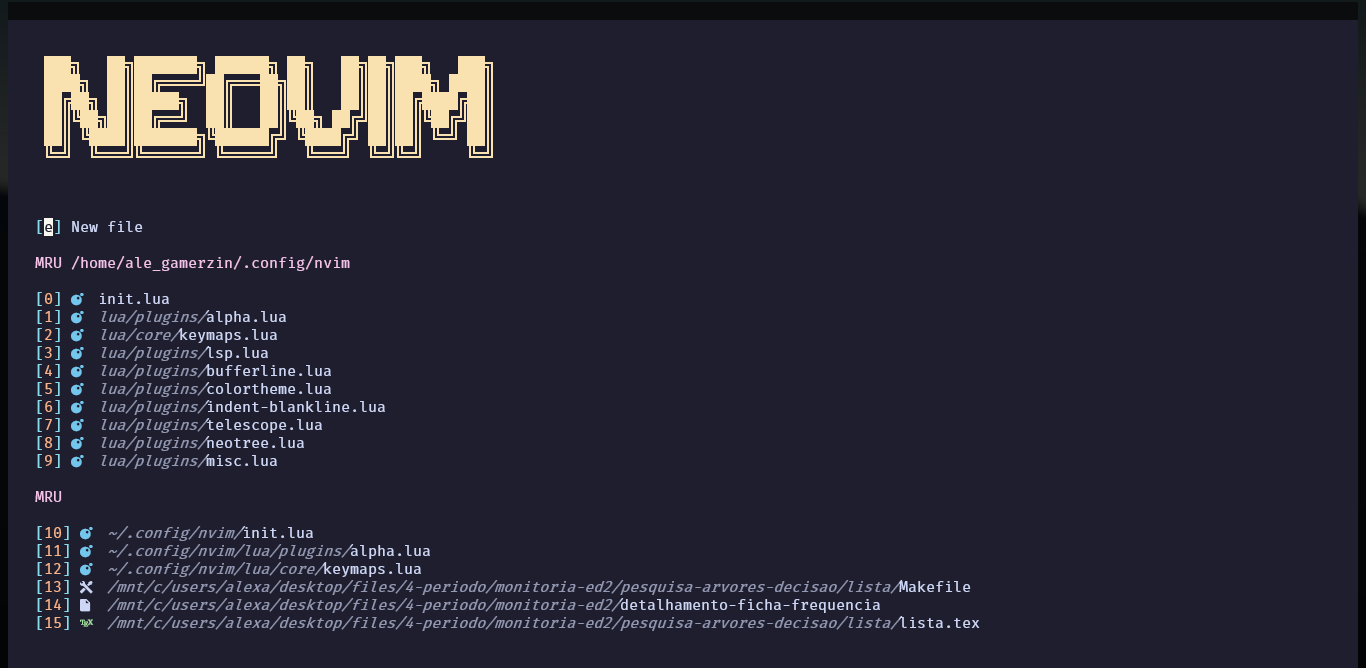 NEOVIM
[e] New file
MRU /home/ale_gamerzin/.config/nvim
[0] init.lua
[1] lua/plugins/alpha.lua
[2] lua/core/keymaps.lua
[3] lua/plugins/lsp.lua
[4] lua/plugins/bufferline.lua
[5] lua/plugins/colortheme.lua
[6] lua/plugins/indent-blankline.lua
[7] lua/plugins/telescope.lua
[8] lua/plugins/neotree.lua
[9] lua/plugins/misc.lua
MRU
[10] ~/.config/nvim/init.lua
[11] ~/.config/nvim/lua/plugins/alpha.lua
[12] ~/.config/nvim/lua/core/keymaps.lua
[13] /mnt/c/users/alexa/desktop/files/4-periodo/monitoria-ed2/pesquisa-arvores-decisao/lista/Makefile
[14] /mnt/c/users/alexa/desktop/files/4-periodo/monitoria-ed2/detalhamento-ficha-frequencia
[15] TEX /mnt/c/users/alexa/desktop/files/4-periodo/monitoria-ed2/pesquisa-arvores-decisao/lista/lista.tex